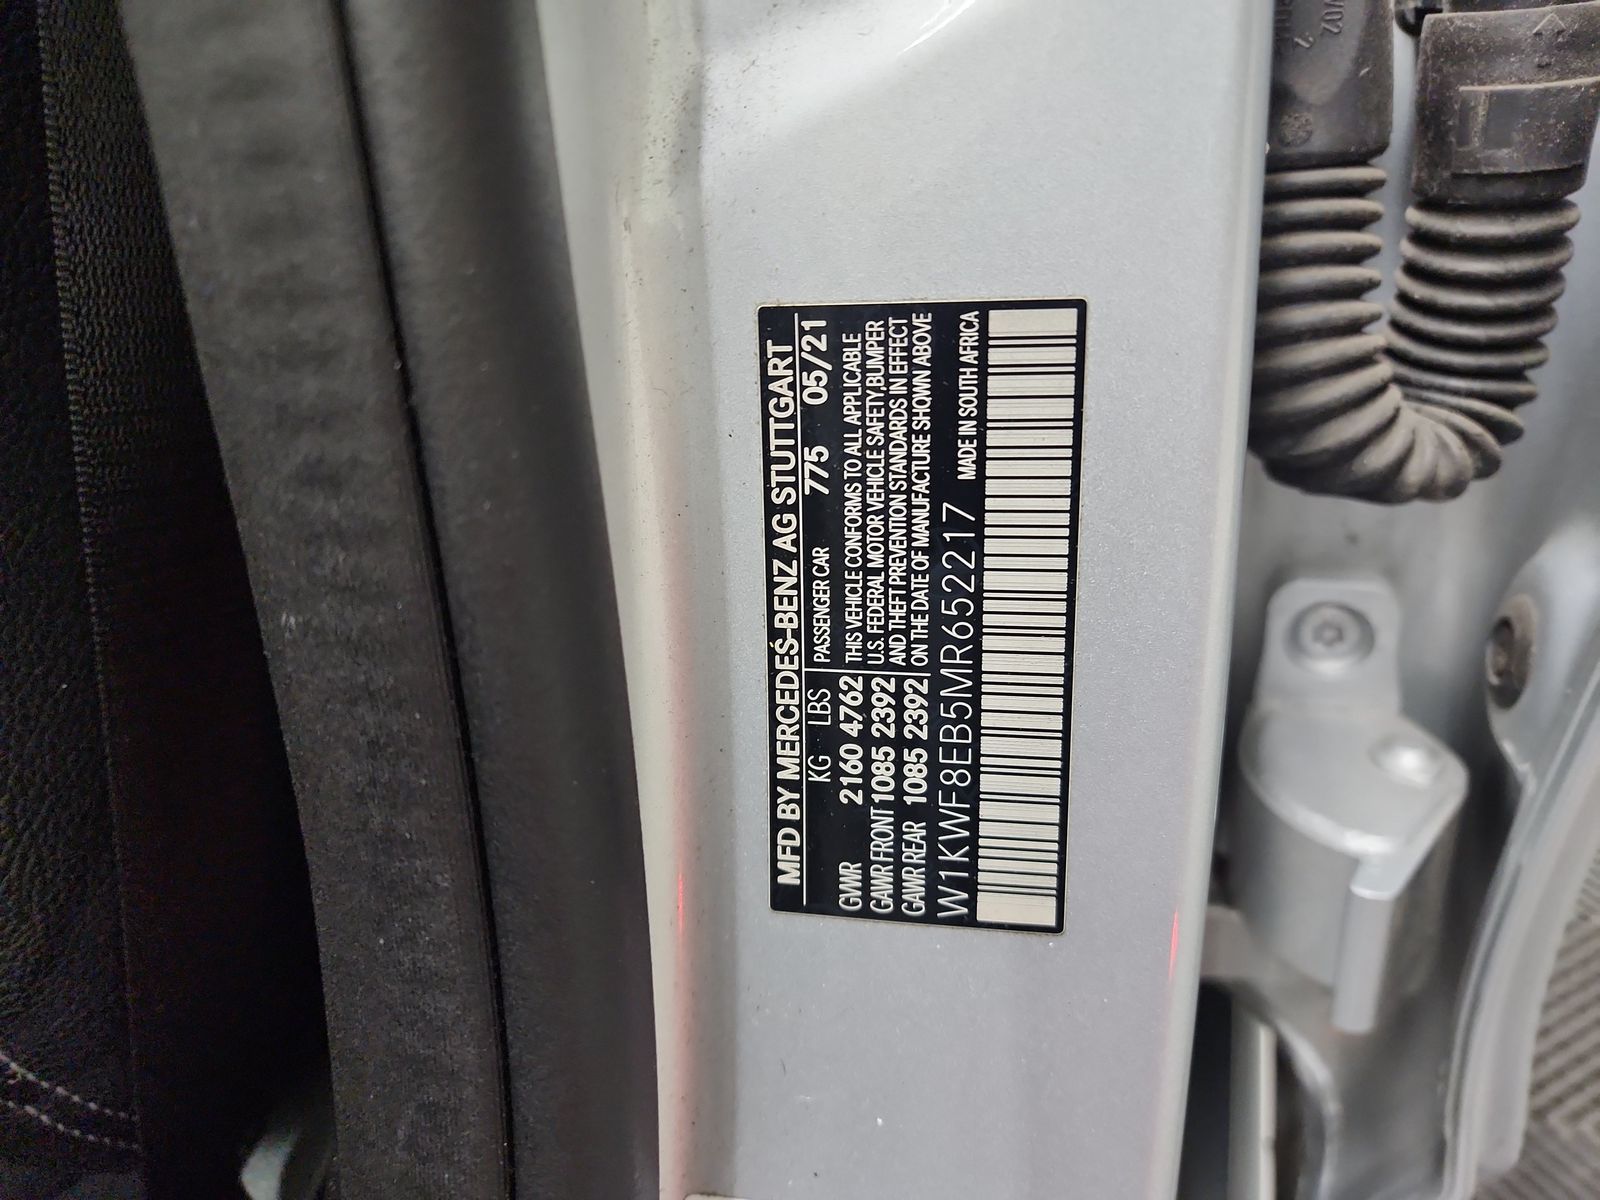 MFD BY MERCEDES-BENZ AG STUTTGART
KG LBS PASSENGER CAR 775 05/21
GVWR 2160 4762 THIS VEHICLE CONFORMS TO ALL APPLICABLE
GAWR FRONT 1085 2392 U.S. FEDERAL MOTOR VEHICLE SAFETY,BUMPER
GAWR REAR 1085 2392 AND THEFT PREVENTION STANDARDS IN EFFECT
ON THE DATE OF MANUFACTURE SHOWN ABOVE
W1KWF8EB5MR652217 MADE IN SOUTH AFRICA